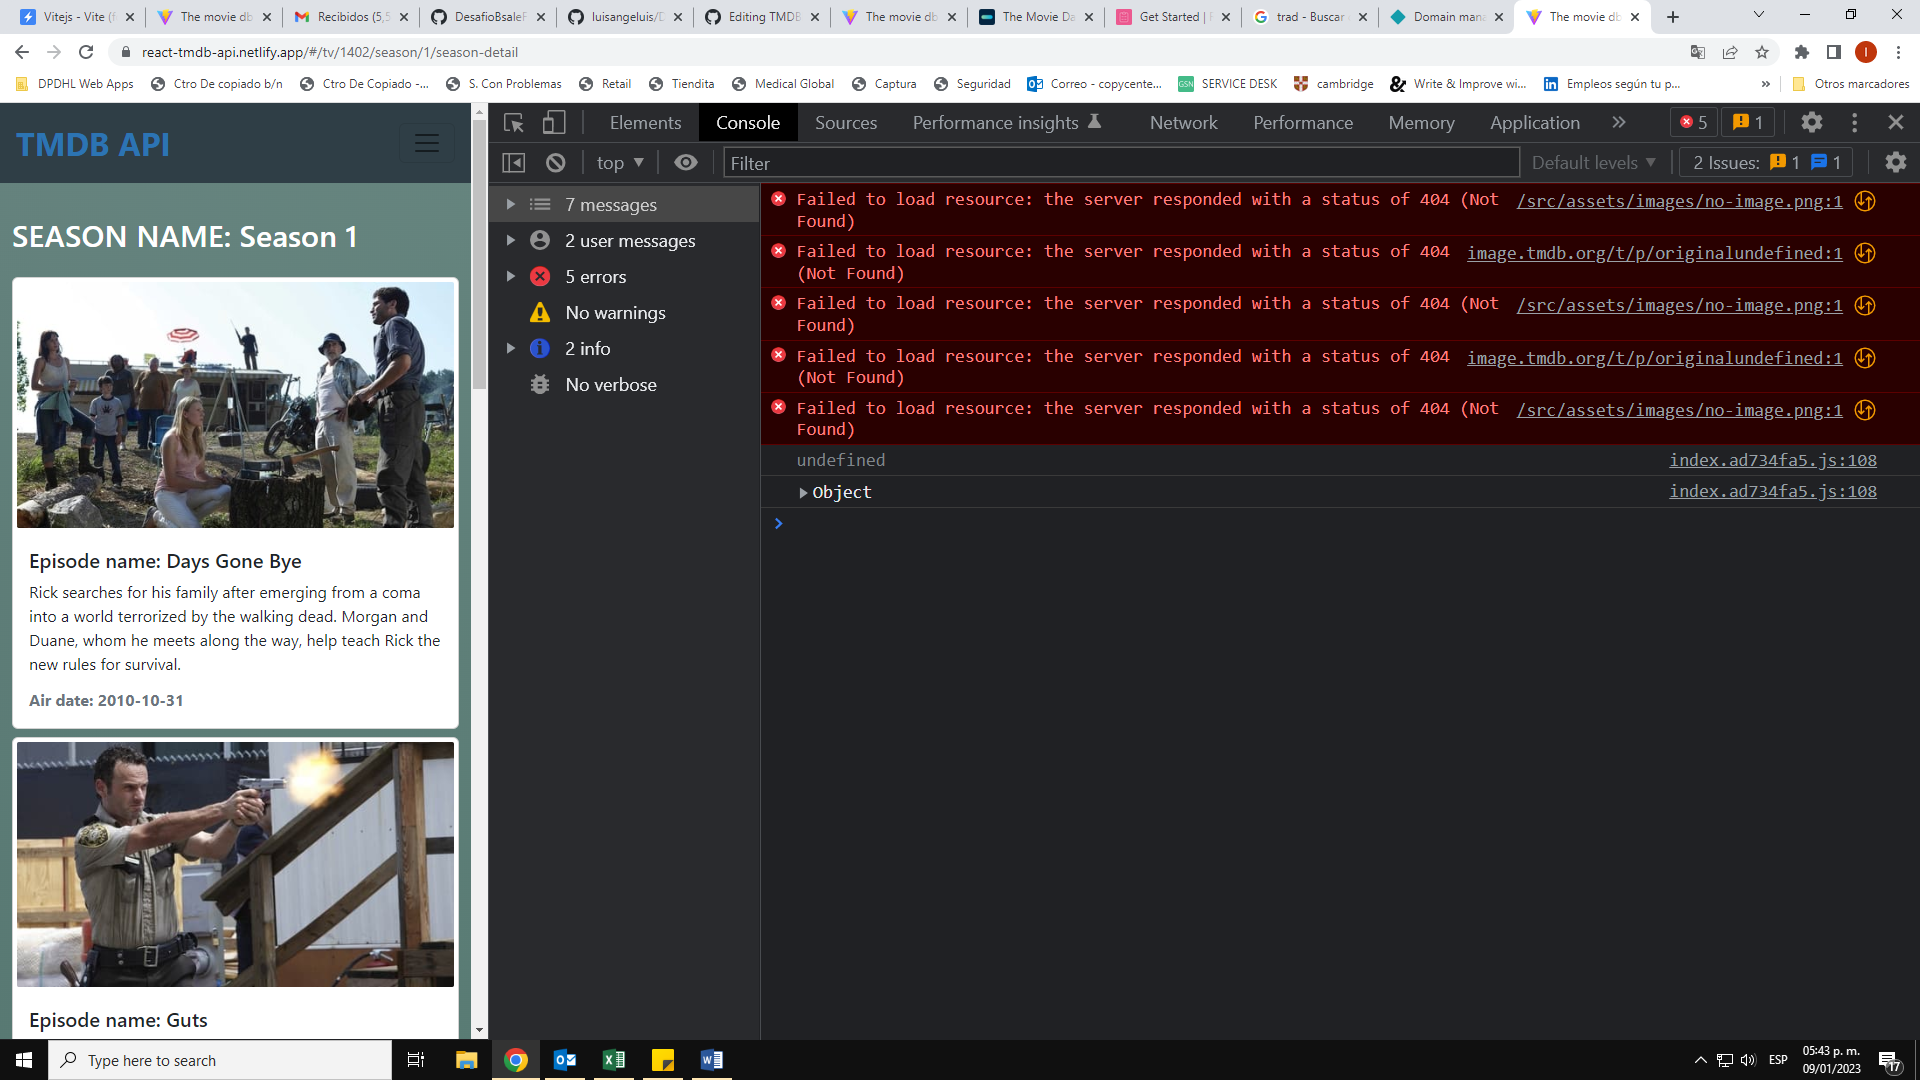 Vitejs - Vite (f
The movie db
Recibidos (5,5
DesafioBsaleF
luisangeluis/D
Editing TMDB
The movie db
The Movie Da
Get Started | F
trad - Buscar
Domain mana
The movie db
react-tmdb-api.netlify.app/#/tv/1402/season/1/season-detail
I
DPDHL Web Apps
Ctro De copiado b/n
Ctro De Copiado -...
S. Con Problemas
Retail
Tiendita
Medical Global
Captura
Seguridad
Correo - copycente...
GSN SERVICE DESK
cambridge
Write & Improve wi...
Empleos según tu p...
»
Otros marcadores
TMDB API
SEASON NAME: Season 1
Episode name: Days Gone Bye
Rick searches for his family after emerging from a coma
into a world terrorized by the walking dead. Morgan and
Duane, whom he meets along the way, help teach Rick the
new rules for survival.
Air date: 2010-10-31
Episode name: Guts
Elements
Console
Sources
Performance insights
Network
Performance
Memory
Application
»
5
1
top
Filter
Default levels
2 Issues: 1 1
7 messages
2 user messages
5 errors
No warnings
2 info
No verbose
Failed to load resource: the server responded with a status of 404 (Not /src/assets/images/no-image.png:1
Found)
Failed to load resource: the server responded with a status of 404 image.tmdb.org/t/p/originalundefined:1
(Not Found)
Failed to load resource: the server responded with a status of 404 (Not /src/assets/images/no-image.png:1
Found)
Failed to load resource: the server responded with a status of 404 image.tmdb.org/t/p/originalundefined:1
(Not Found)
Failed to load resource: the server responded with a status of 404 (Not /src/assets/images/no-image.png:1
Found)
undefined index.ad734fa5.js:108
Object index.ad734fa5.js:108
Type here to search
ESP
05:43 p. m.
09/01/2023
17